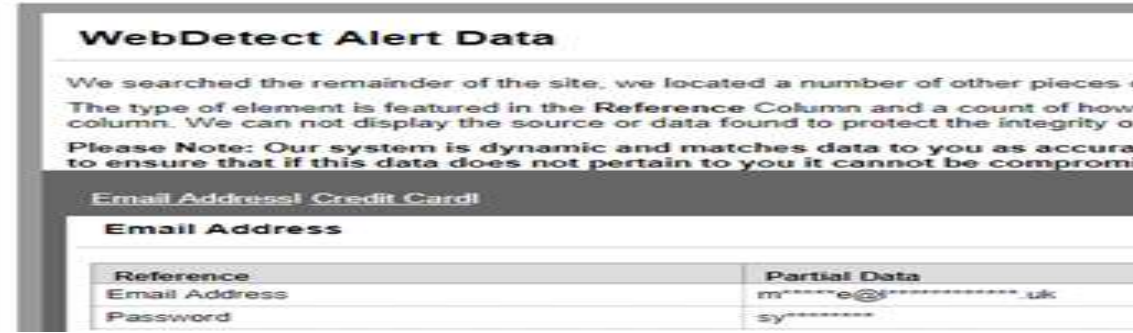 WebDetect Alert Data
We searched the remainder of the site, we located a number of other pieces
The type of element is featured in the Reference Column and a count of how
column. We can not display the source or data found to protect the integrity o
Please Note: Our system is dynamic and matches data to you as accura
to ensure that if this data does not pertain to you it cannot be compromi
Email Address| Credit Card|
Email Address
Reference Partial Data
Email Address m*****e@l************.uk
Password sy********